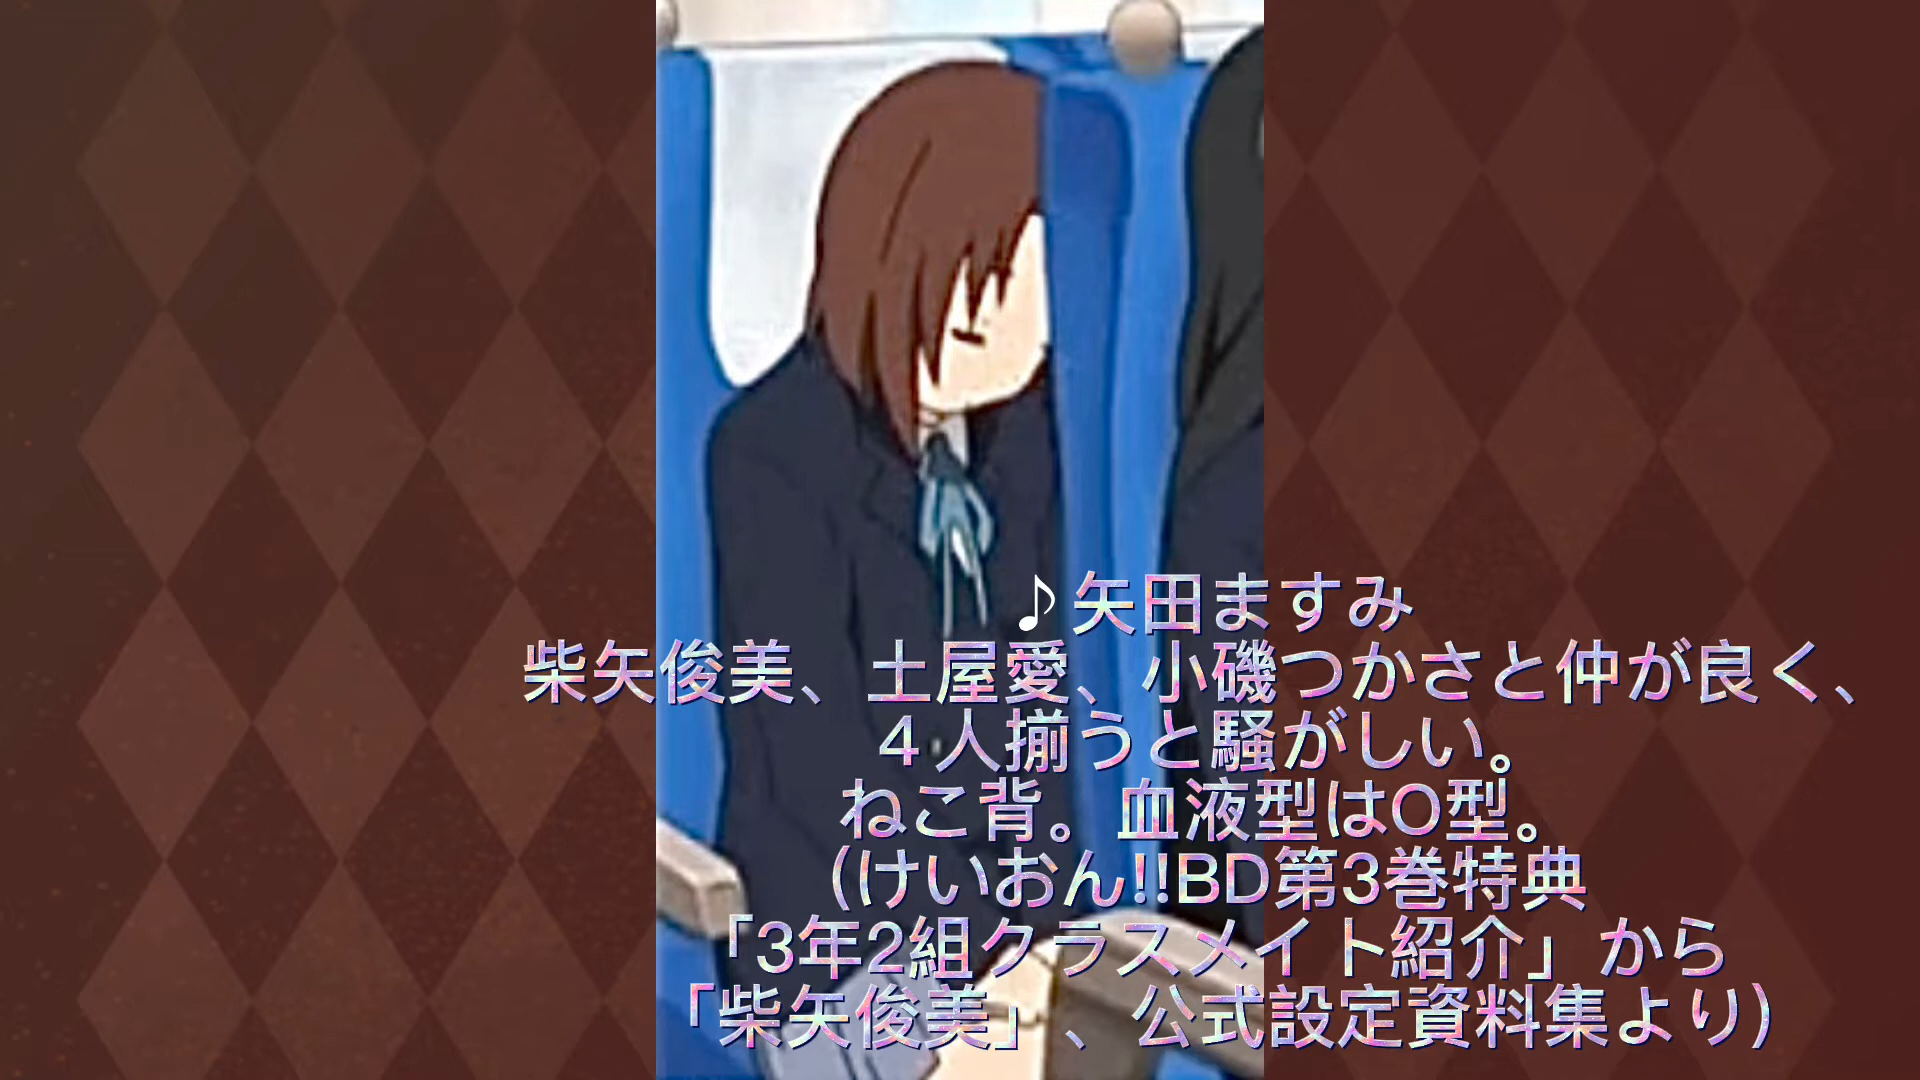 ♪矢田ますみ
柴矢俊美、土屋愛、小磯つかさと仲が良く、
４人揃うと騒がしい。
ねこ背。血液型はO型。
(けいおん!!BD第3巻特典
「3年2組クラスメイト紹介」から
「柴矢俊美」、公式設定資料集より)